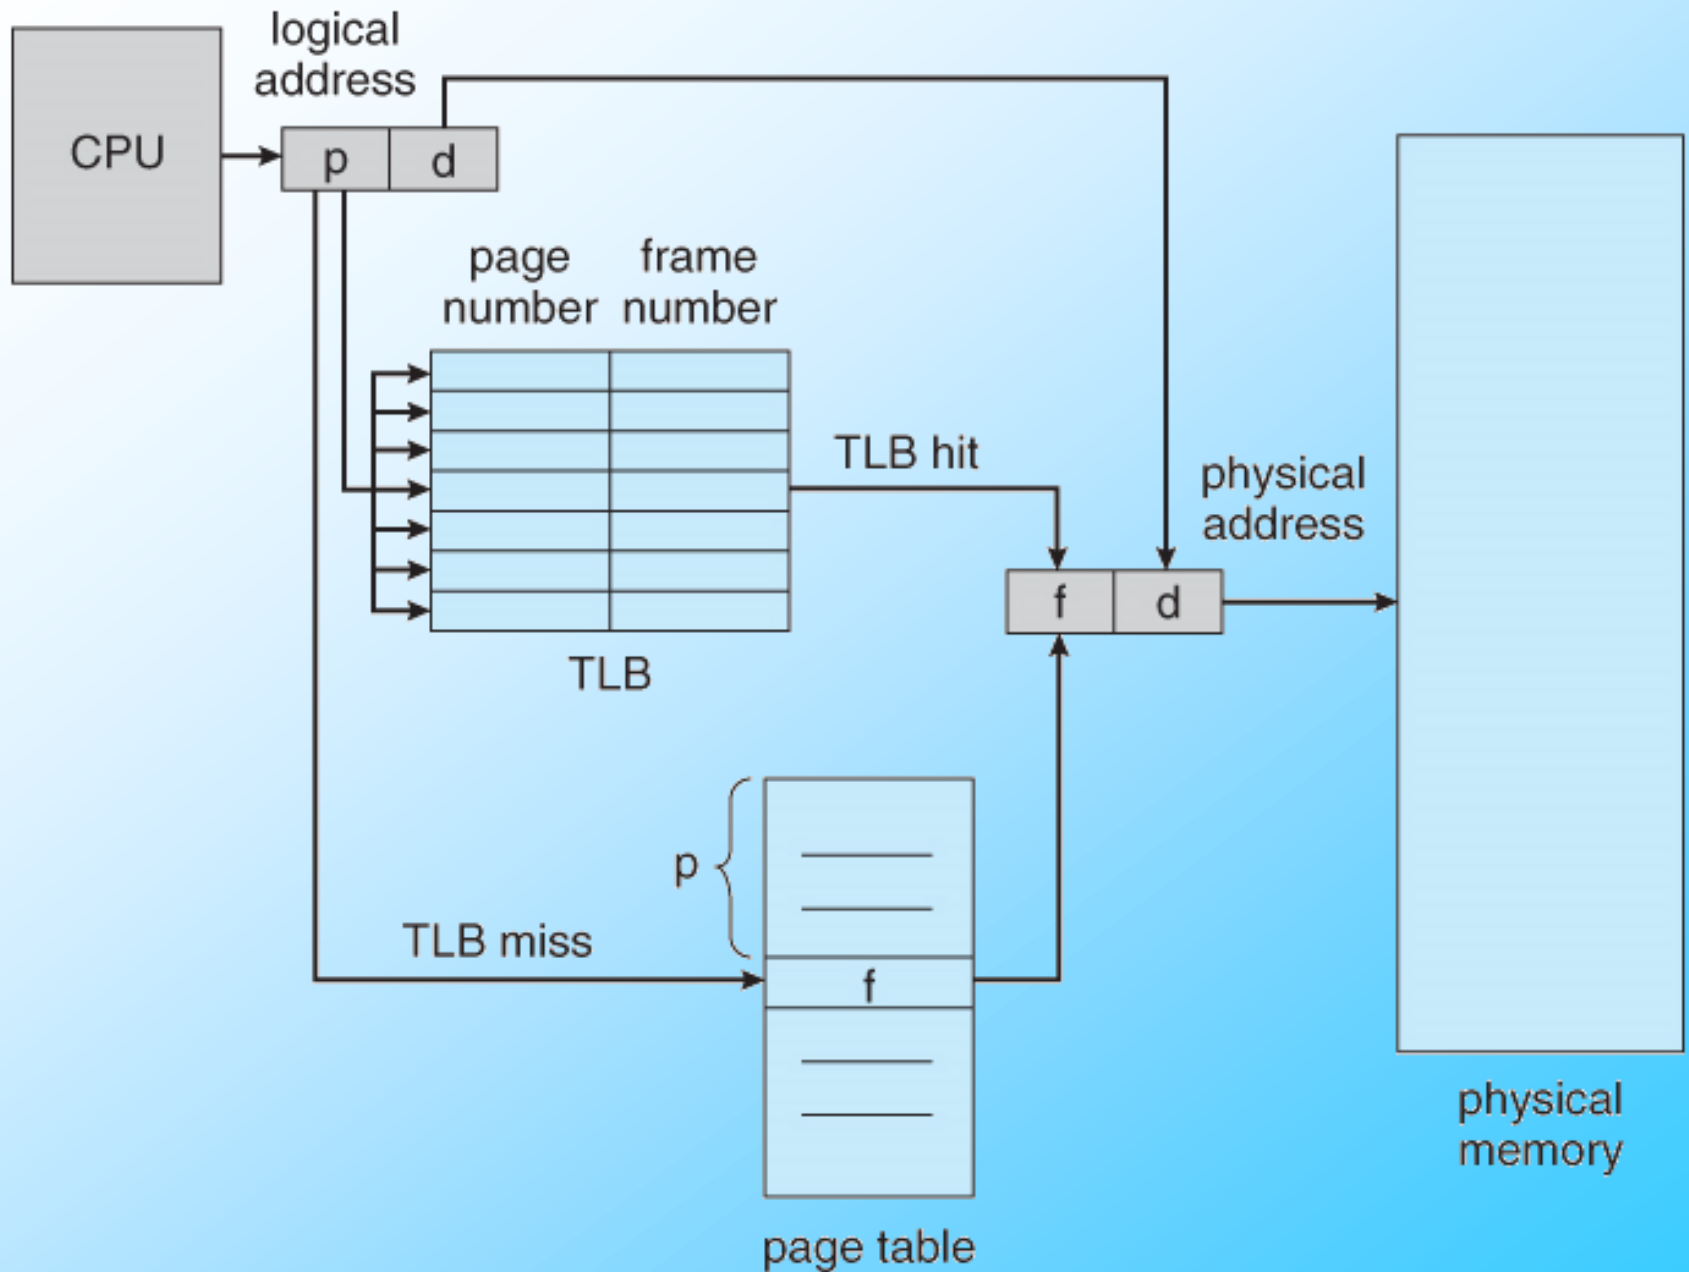 logical
address
CPU
p
d
page
number
frame
number
TLB hit
physical
address
f
d
TLB
p
TLB miss
f
physical
memory
page table